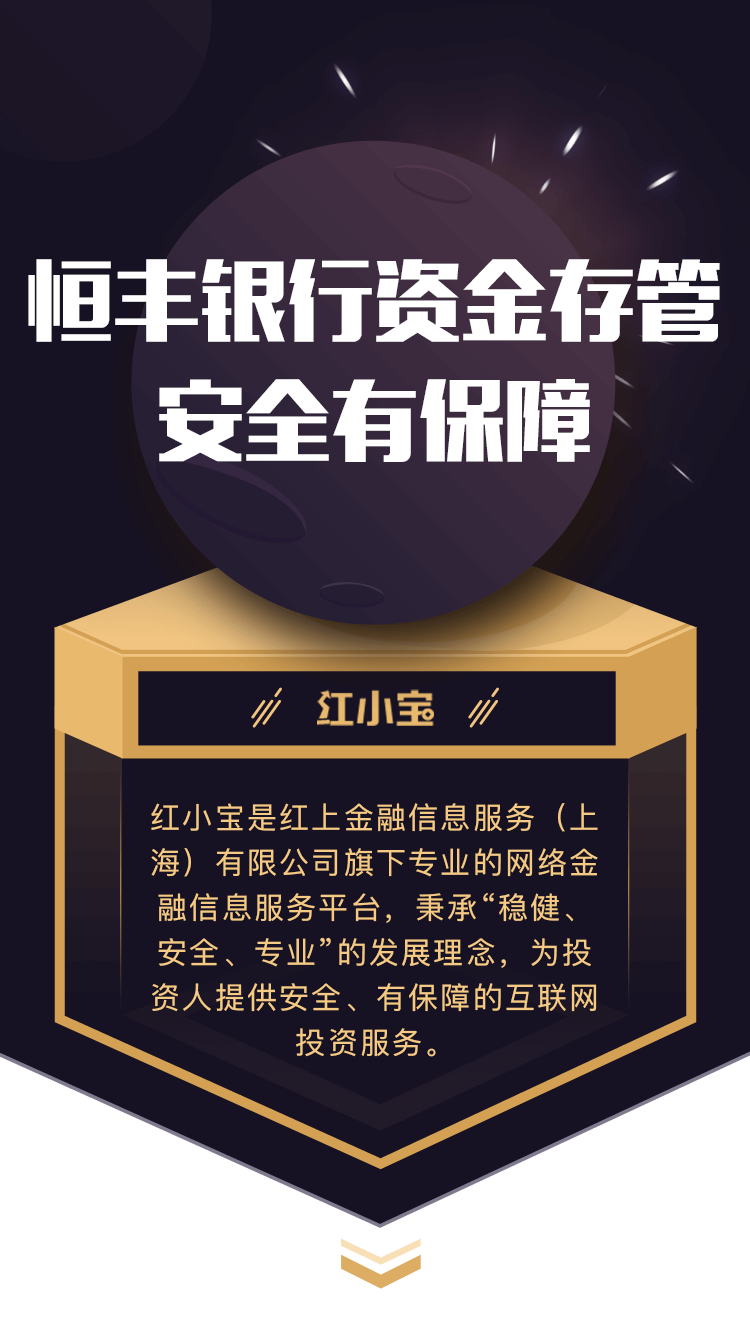 恒丰银行资金存管
安全有保障
红小宝
红小宝是红上金融信息服务（上
海）有限公司旗下专业的网络金
融信息服务平台，秉承“稳健、
安全、专业”的发展理念，为投
资人提供安全、有保障的互联网
投资服务。